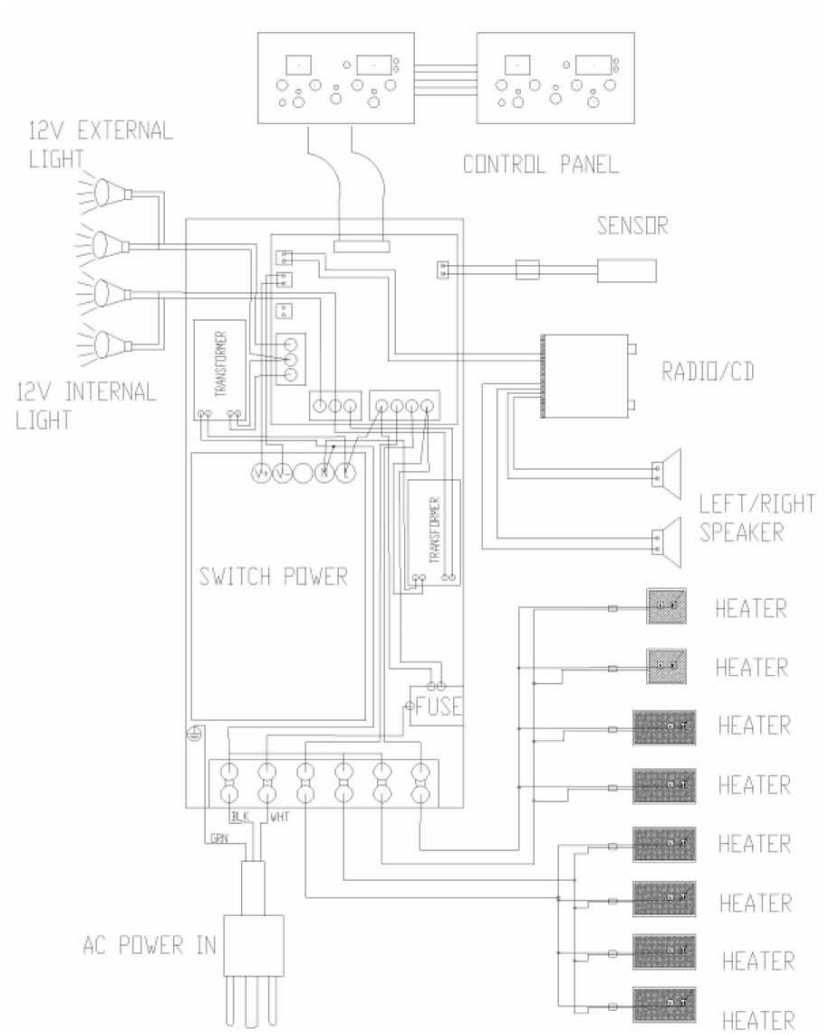 12V EXTERNAL
LIGHT
CONTROL PANEL
SENSOR
TRANSFORMER
12V INTERNAL
LIGHT
RADIO/CD
V+ V- N L
LEFT/RIGHT
SPEAKER
TRANSFORMER
SWITCH POWER
HEATER
HEATER
FUSE
HEATER
HEATER
BLK WHT
GRN
HEATER
HEATER
AC POWER IN
HEATER
HEATER